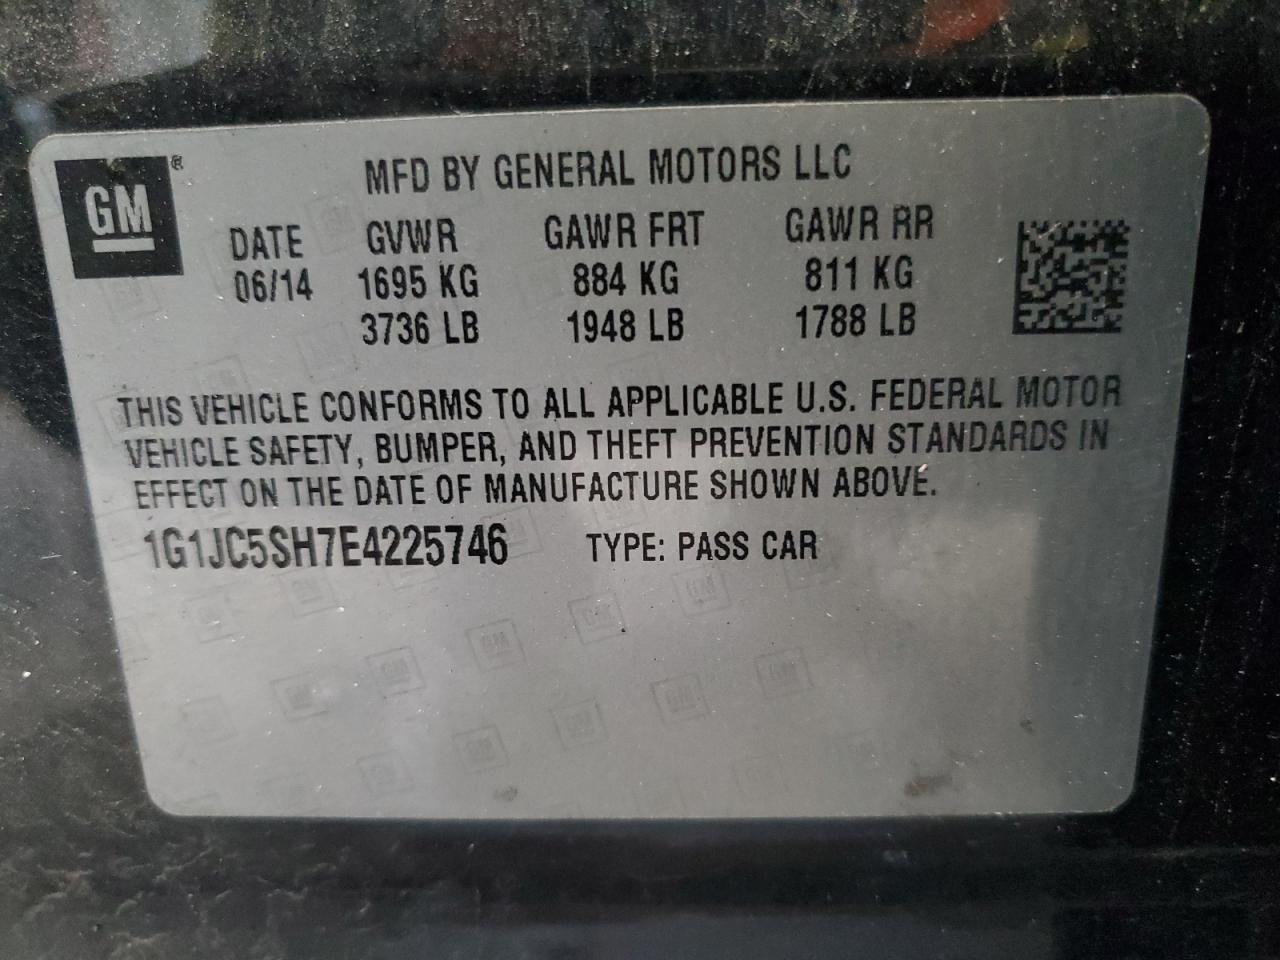 GM®
MFD BY GENERAL MOTORS LLC
DATE GVWR GAWR FRT GAWR RR
06/14 1695 KG 884 KG 811 KG
3736 LB 1948 LB 1788 LB
THIS VEHICLE CONFORMS TO ALL APPLICABLE U.S. FEDERAL MOTOR
VEHICLE SAFETY, BUMPER, AND THEFT PREVENTION STANDARDS IN
EFFECT ON THE DATE OF MANUFACTURE SHOWN ABOVE.
1G1JC5SH7E4225746 TYPE: PASS CAR